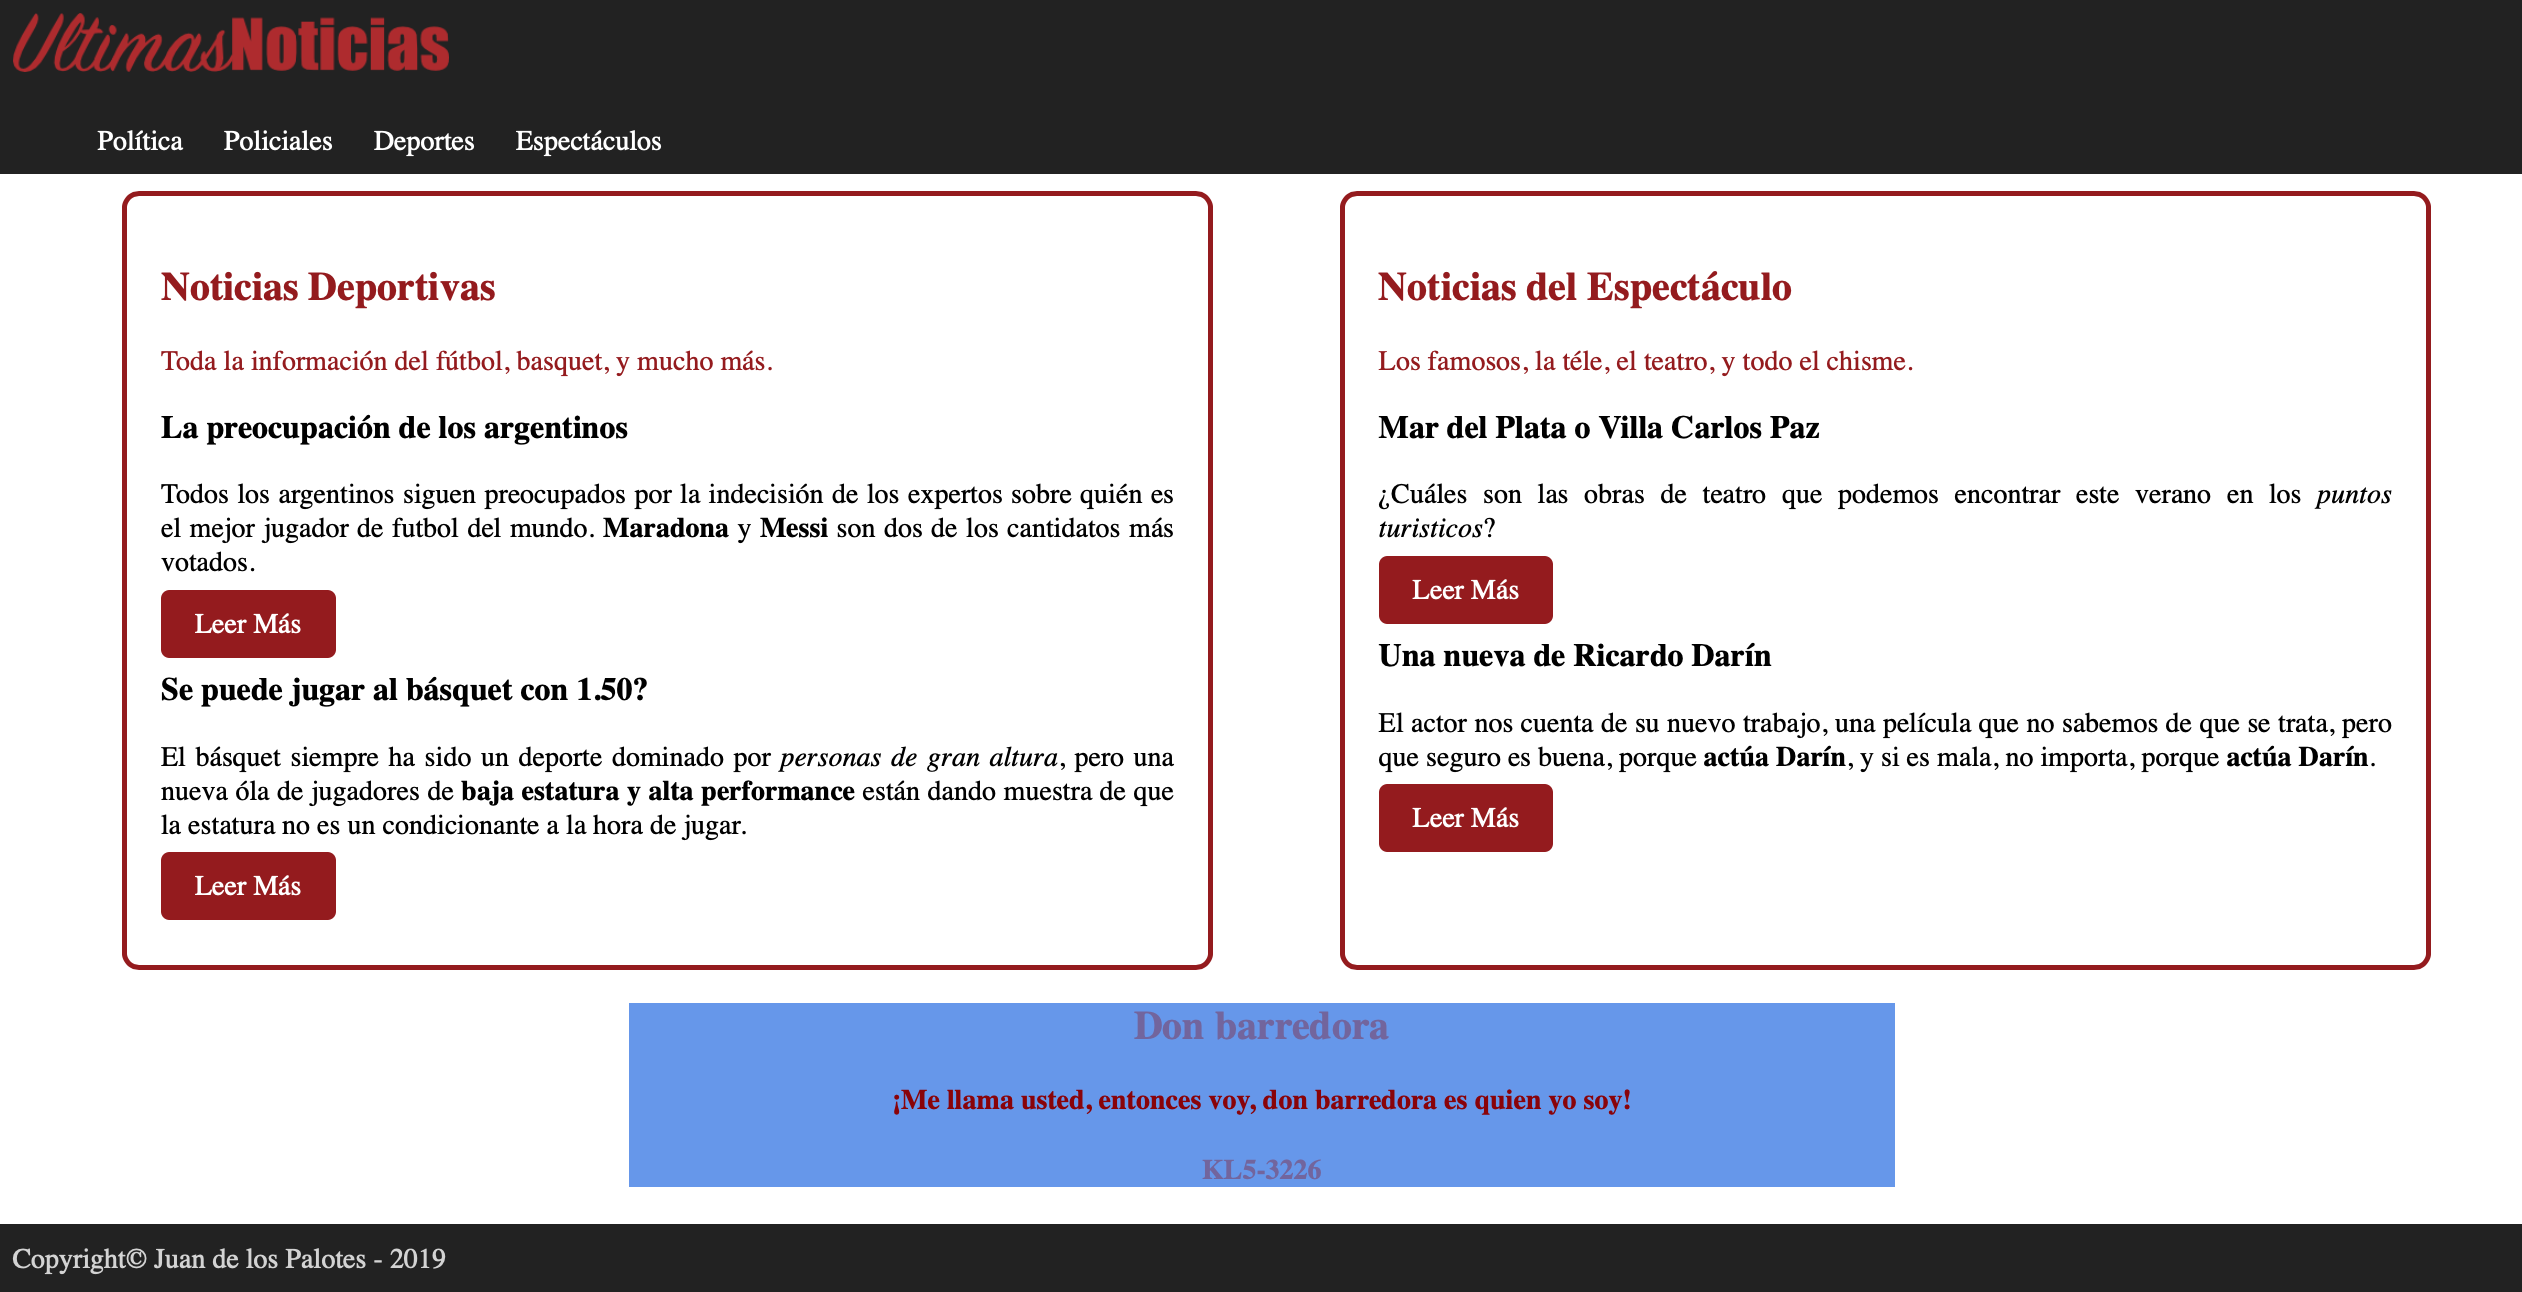 UltimasNoticias
Política Policiales Deportes Espectáculos
Noticias Deportivas
Toda la información del fútbol, basquet, y mucho más.
La preocupación de los argentinos
Todos los argentinos siguen preocupados por la indecisión de los expertos sobre quién es
el mejor jugador de futbol del mundo. Maradona y Messi son dos de los cantidatos más
votados.
Leer Más
Se puede jugar al básquet con 1.50?
El básquet siempre ha sido un deporte dominado por personas de gran altura, pero una
nueva óla de jugadores de baja estatura y alta performance están dando muestra de que
la estatura no es un condicionante a la hora de jugar.
Leer Más
Noticias del Espectáculo
Los famosos, la téle, el teatro, y todo el chisme.
Mar del Plata o Villa Carlos Paz
¿Cuáles son las obras de teatro que podemos encontrar este verano en los puntos
turisticos?
Leer Más
Una nueva de Ricardo Darín
El actor nos cuenta de su nuevo trabajo, una película que no sabemos de que se trata, pero
que seguro es buena, porque actúa Darín, y si es mala, no importa, porque actúa Darín.
Leer Más
Don barredora
¡Me llama usted, entonces voy, don barredora es quien yo soy!
KL5-3226
Copyright© Juan de los Palotes - 2019